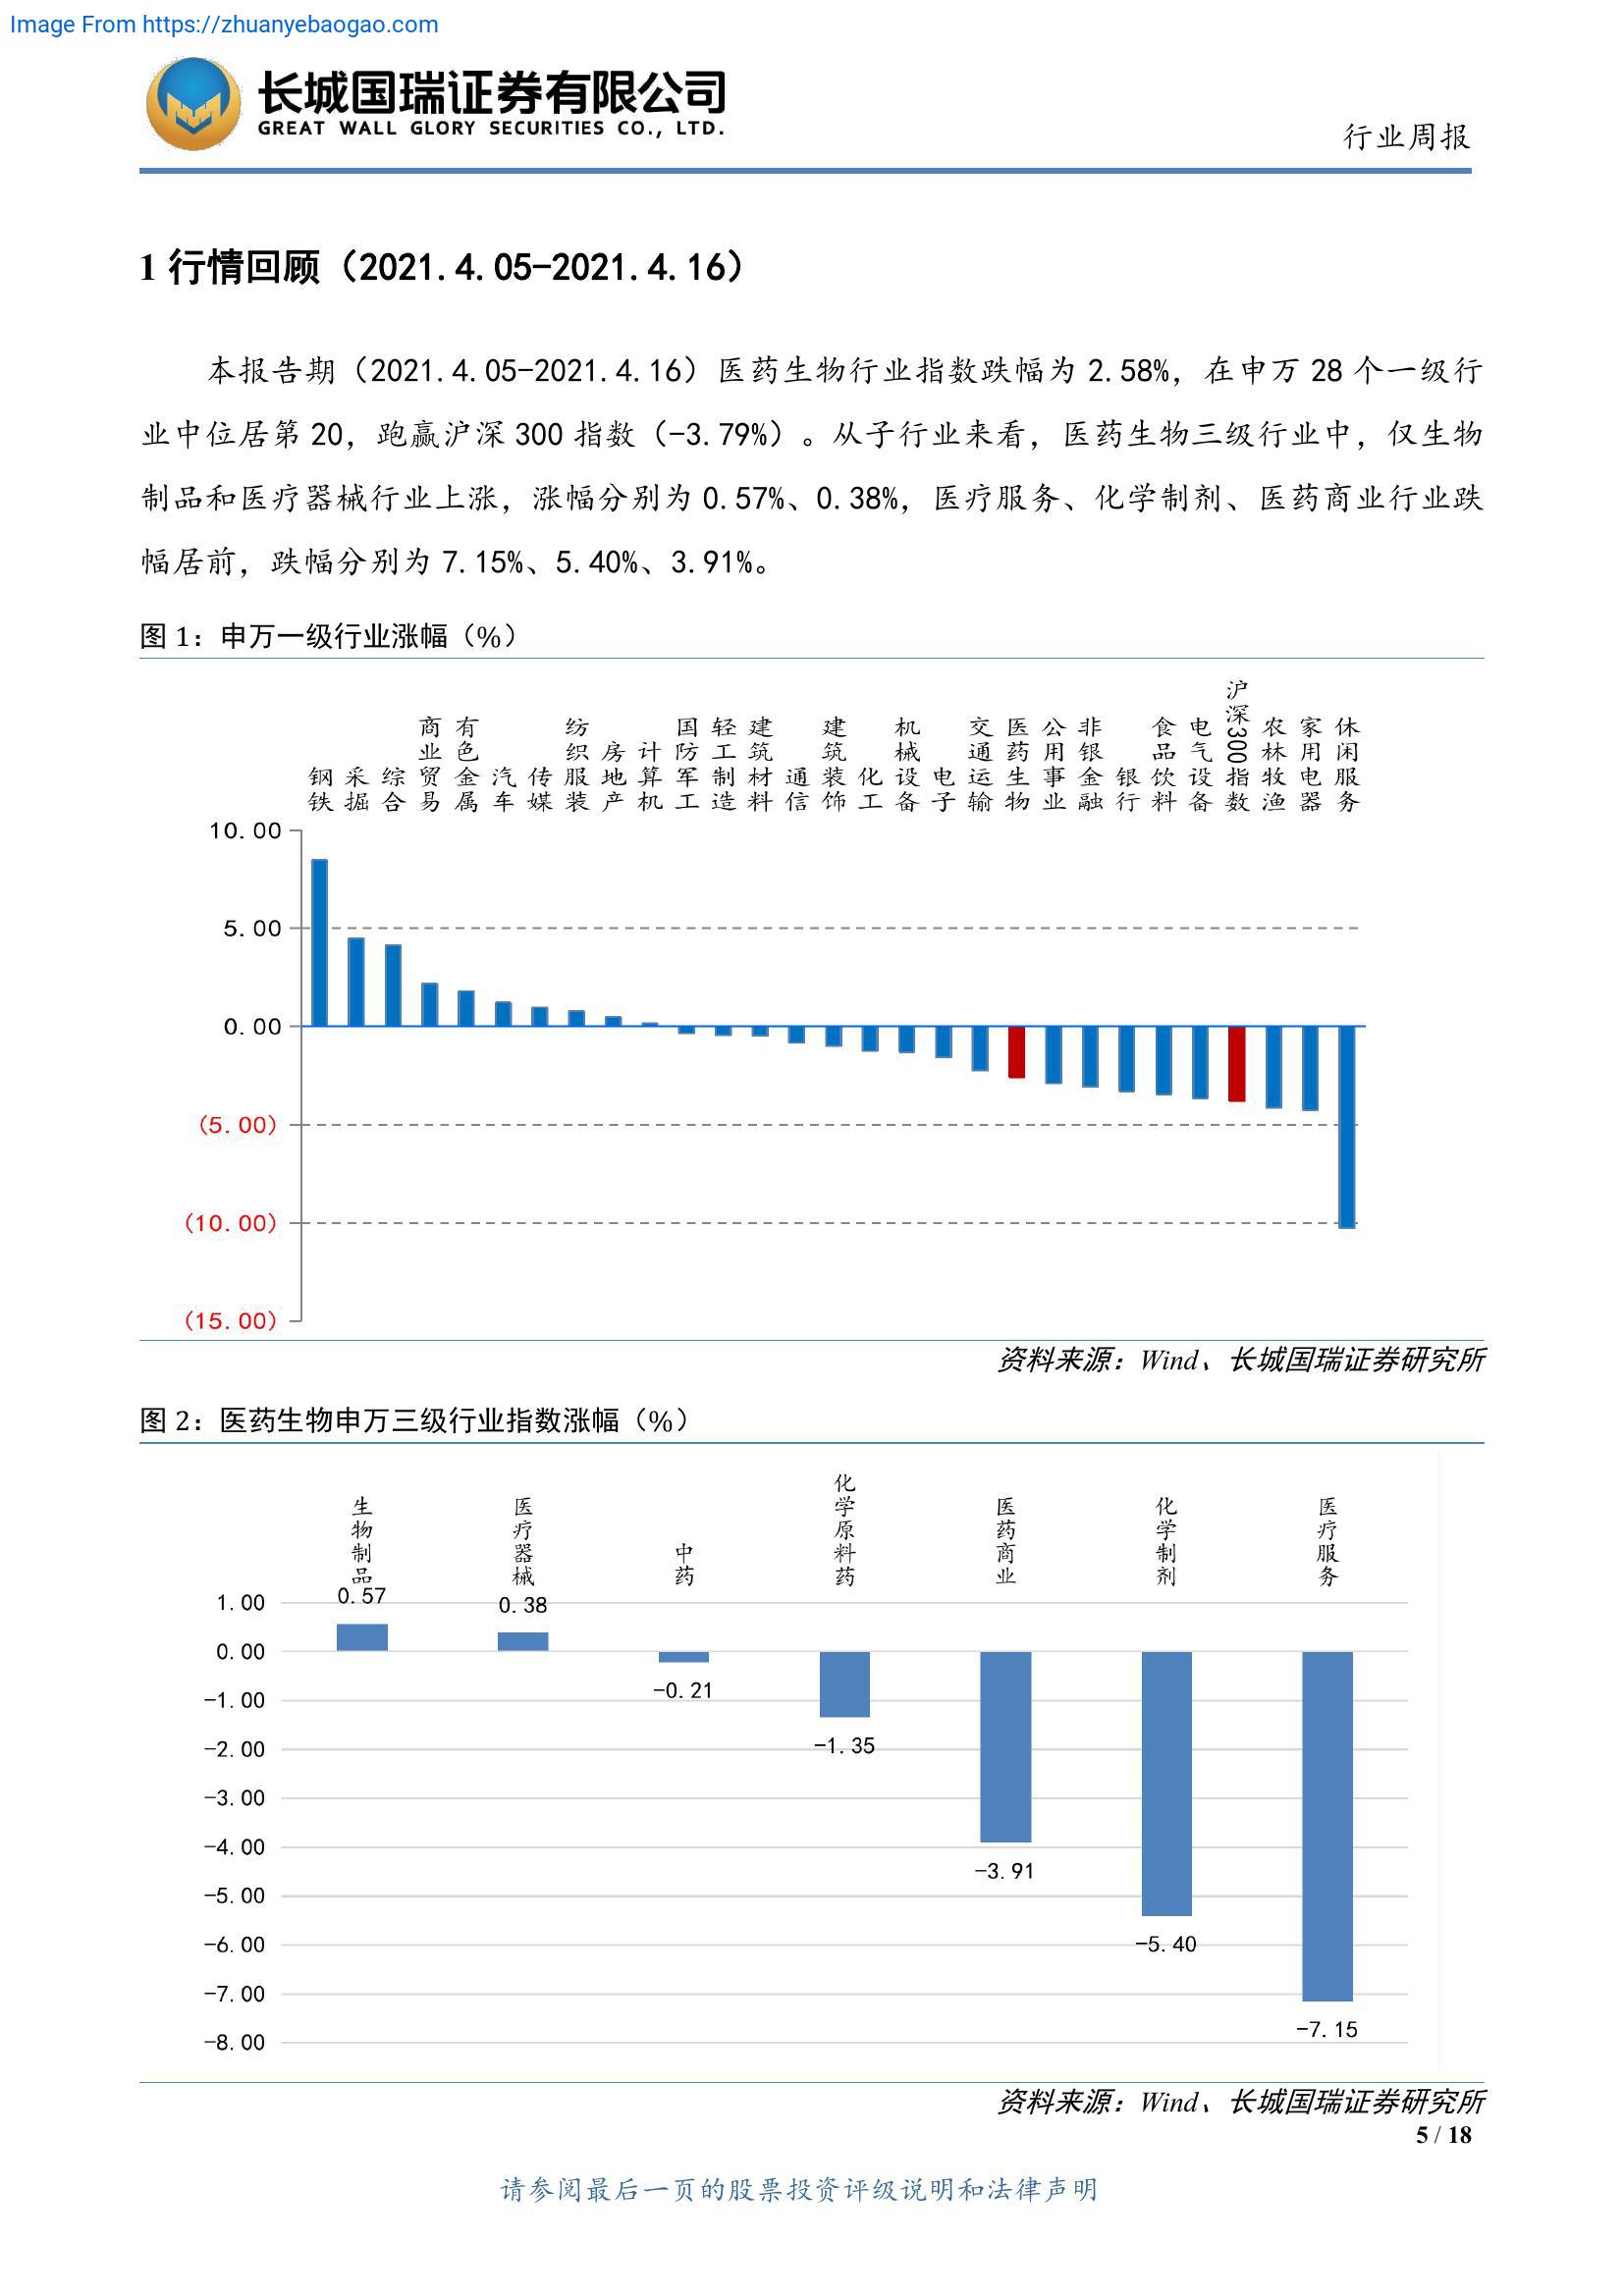 Image From https://zhuanyebaogao.com
长城国瑞证券有限公司
GREAT WALL GLORY SECURITIES CO., LTD.
行业周报
1 行情回顾（2021.4.05-2021.4.16）
本报告期（2021.4.05-2021.4.16）医药生物行业指数跌幅为 2.58%，在申万 28 个一级行
业中位居第 20，跑赢沪深 300 指数（-3.79%）。从子行业来看，医药生物三级行业中，仅生物
制品和医疗器械行业上涨，涨幅分别为 0.57%、0.38%，医疗服务、化学制剂、医药商业行业跌
幅居前，跌幅分别为 7.15%、5.40%、3.91%。
图 1：申万一级行业涨幅（%）
钢铁
采掘
综合
商业贸易
有色金属
汽车
传媒
纺织服装
房地产
计算机
国防军工
轻工制造
建筑材料
通信
建筑装饰
化工
机械设备
电子
交通运输
医药生物
公用事业
非银金融
银行
食品饮料
电气设备
沪深300指数
农林牧渔
家用电器
休闲服务
10.00
5.00
0.00
(5.00)
(10.00)
(15.00)
资料来源：Wind、长城国瑞证券研究所
图 2：医药生物申万三级行业指数涨幅（%）
生物制品
医疗器械
中药
化学原料药
医药商业
化学制剂
医疗服务
0.57
0.38
-0.21
-1.35
-3.91
-5.40
-7.15
1.00
0.00
-1.00
-2.00
-3.00
-4.00
-5.00
-6.00
-7.00
-8.00
资料来源：Wind、长城国瑞证券研究所
5 / 18
请参阅最后一页的股票投资评级说明和法律声明